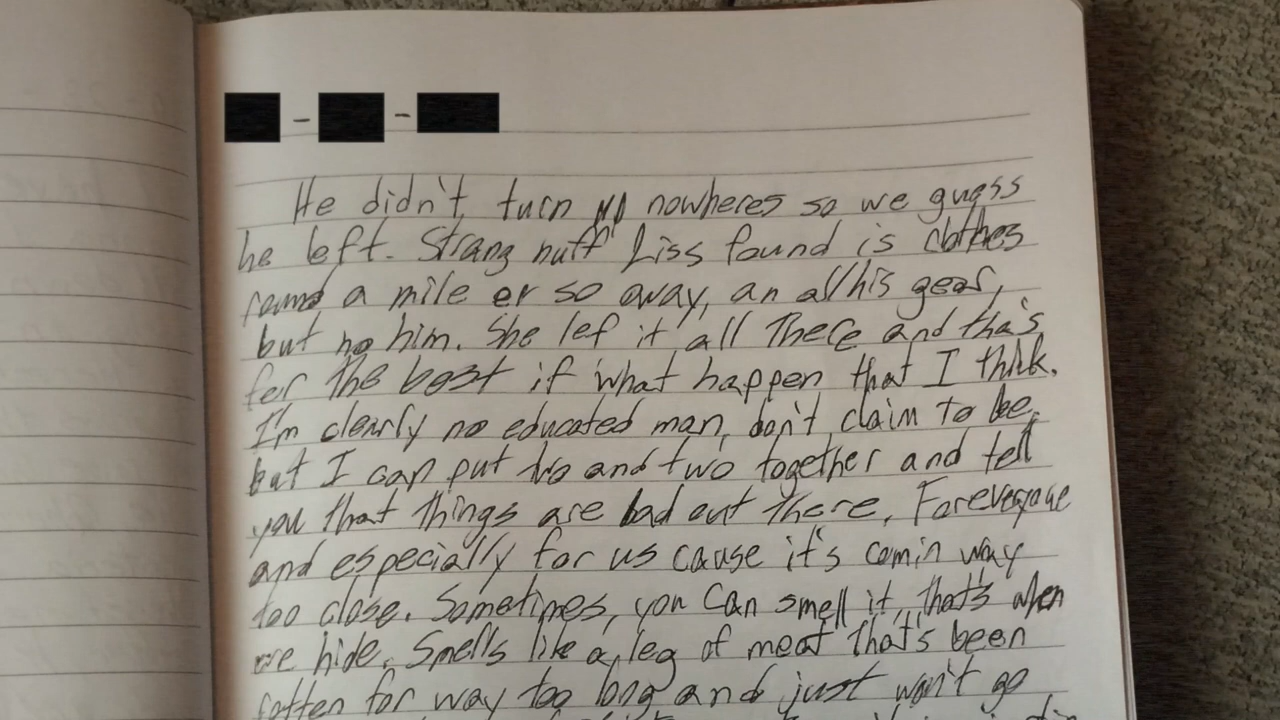 - -
He didn't turn up nowheres so we guess
he left. Strang nuff Liss found is clothes
round a mile er so away, an all his gear,
but no him. She lef it all There and tha's
fer the best if what happen that I think.
I'm clearly no educated man, don't claim to be,
but I can put two and two together and tell
you that things are bad out there. For everyone
and especially for us cause it's comin way
too close. Sometimes, you can smell it, that's when
we hide. Smells like a leg of meat that's been
rotten for way too long and just won't go